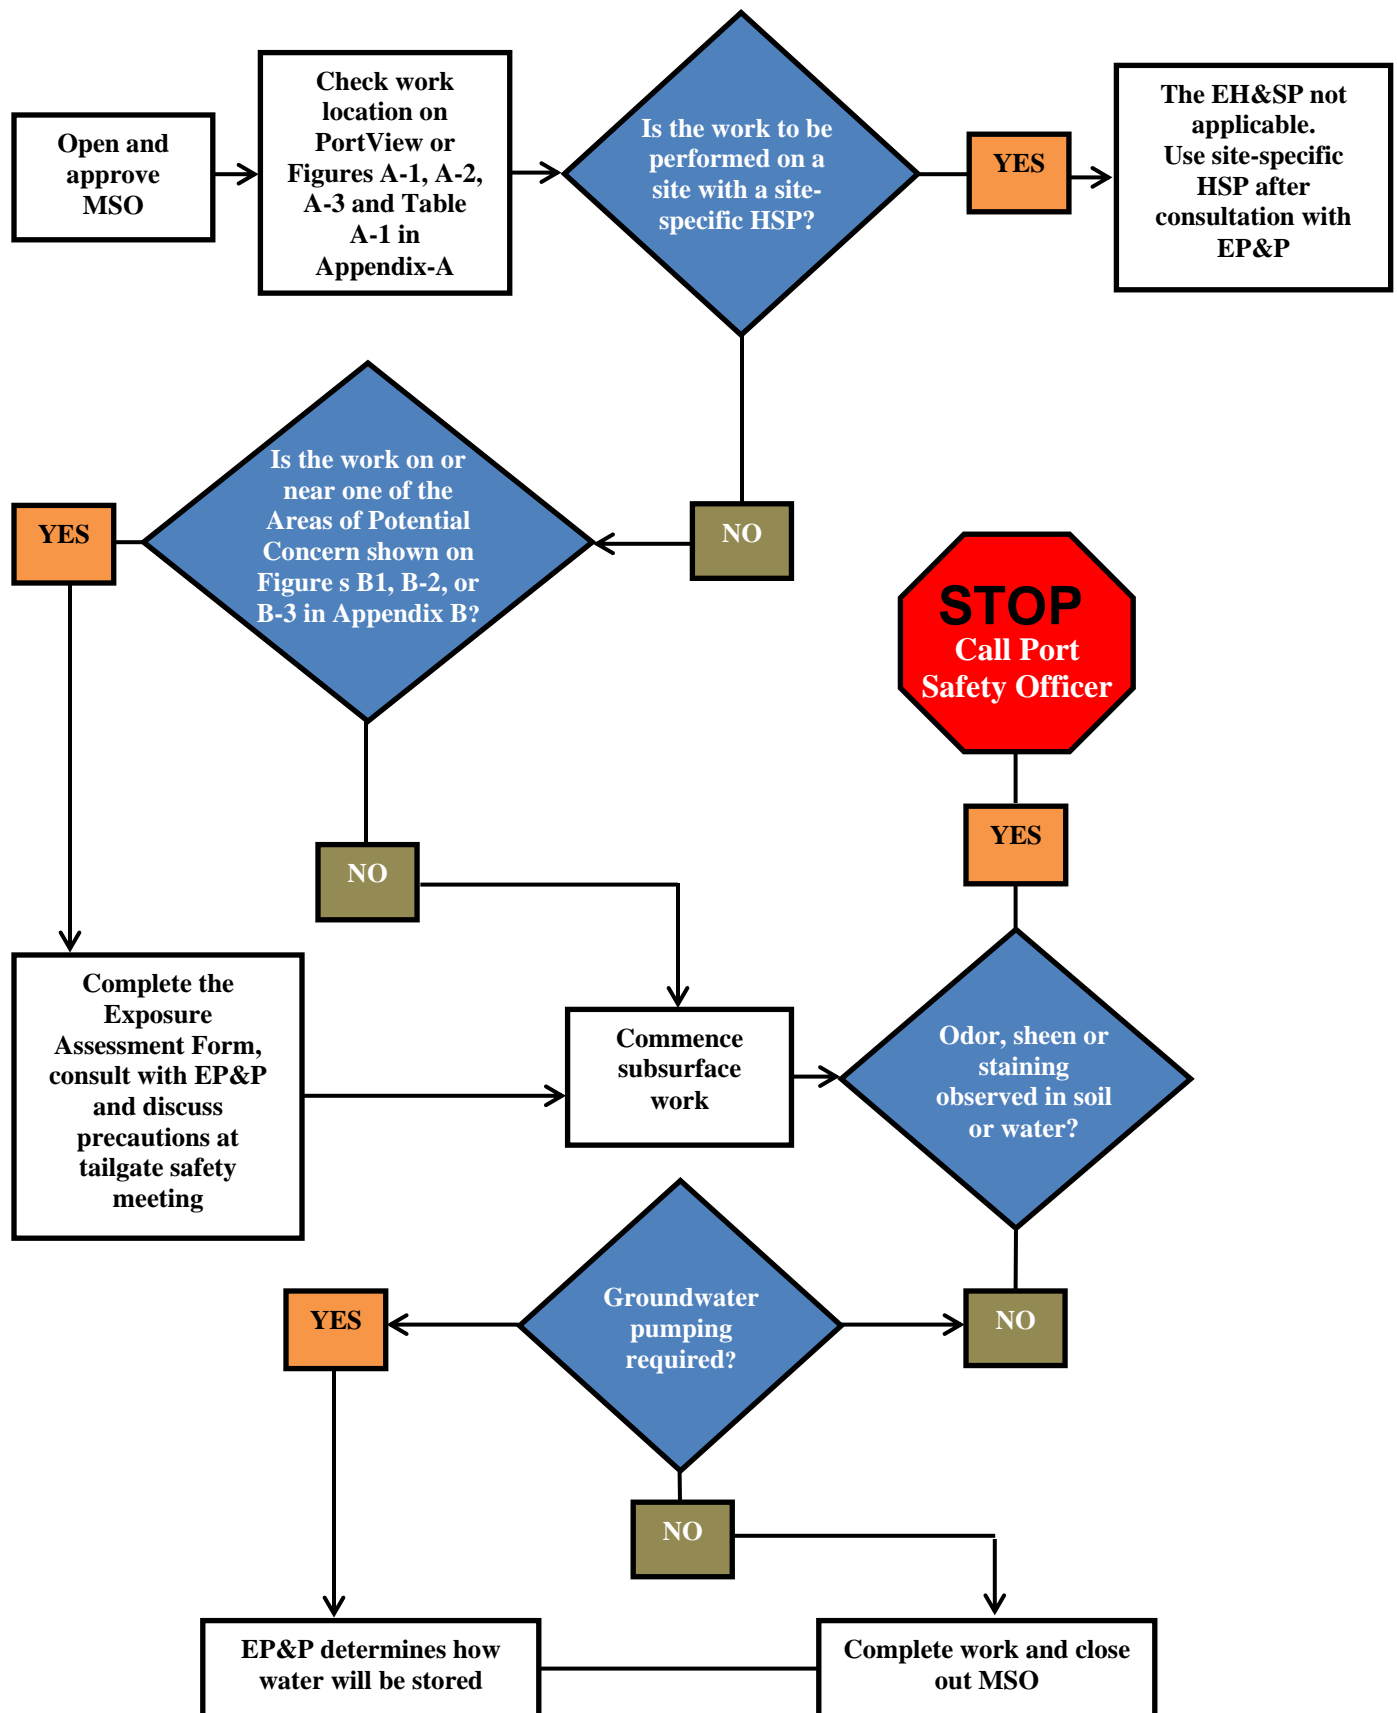 Open and
approve
MSO
Check work
location on
PortView or
Figures A-1, A-2,
A-3 and Table
A-1 in
Appendix-A
Is the work to be
performed on a
site with a site-
specific HSP?
YES
The EH&SP not
applicable.
Use site-specific
HSP after
consultation with
EP&P
NO
Is the work on or
near one of the
Areas of Potential
Concern shown on
Figure s B1, B-2, or
B-3 in Appendix B?
YES
NO
STOP
Call Port
Safety Officer
YES
Complete the
Exposure
Assessment Form,
consult with EP&P
and discuss
precautions at
tailgate safety
meeting
Commence
subsurface
work
Odor, sheen or
staining
observed in soil
or water?
NO
Groundwater
pumping
required?
YES
NO
EP&P determines how
water will be stored
Complete work and close
out MSO